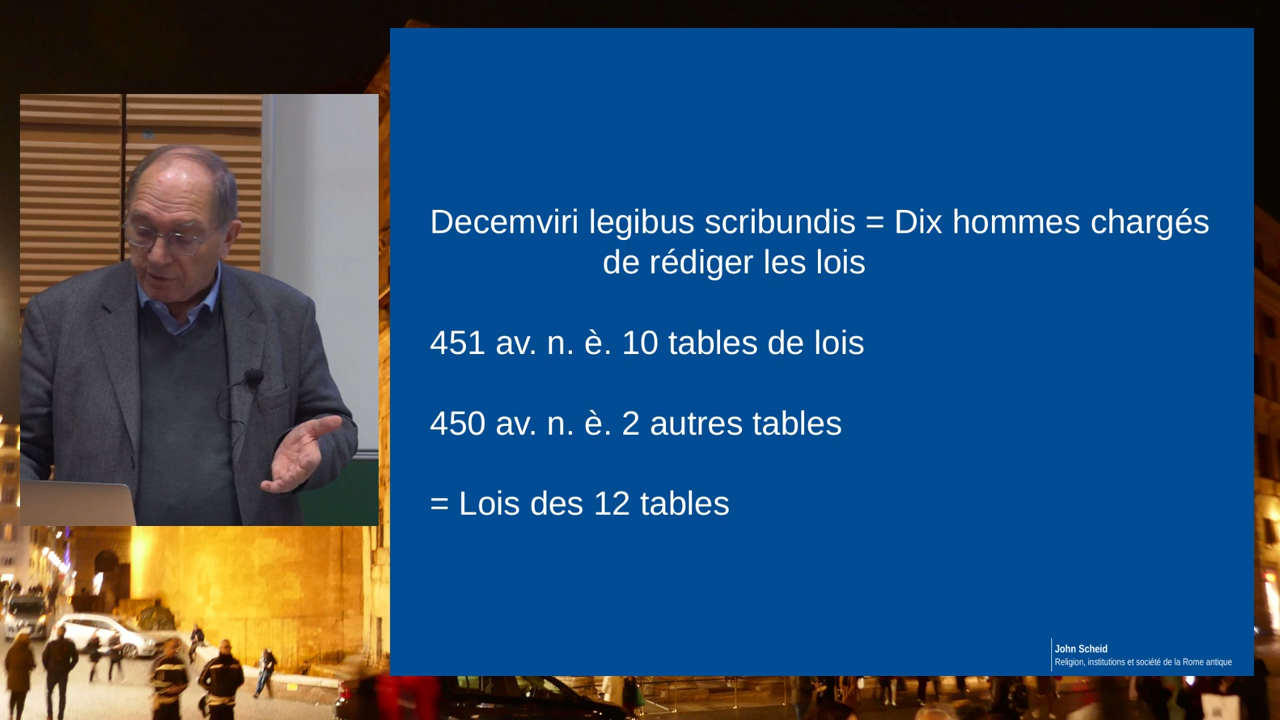 Decemviri legibus scribundis = Dix hommes chargés
de rédiger les lois
451 av. n. è. 10 tables de lois
450 av. n. è. 2 autres tables
= Lois des 12 tables
John Scheid
Religion, institutions et société de la Rome antique